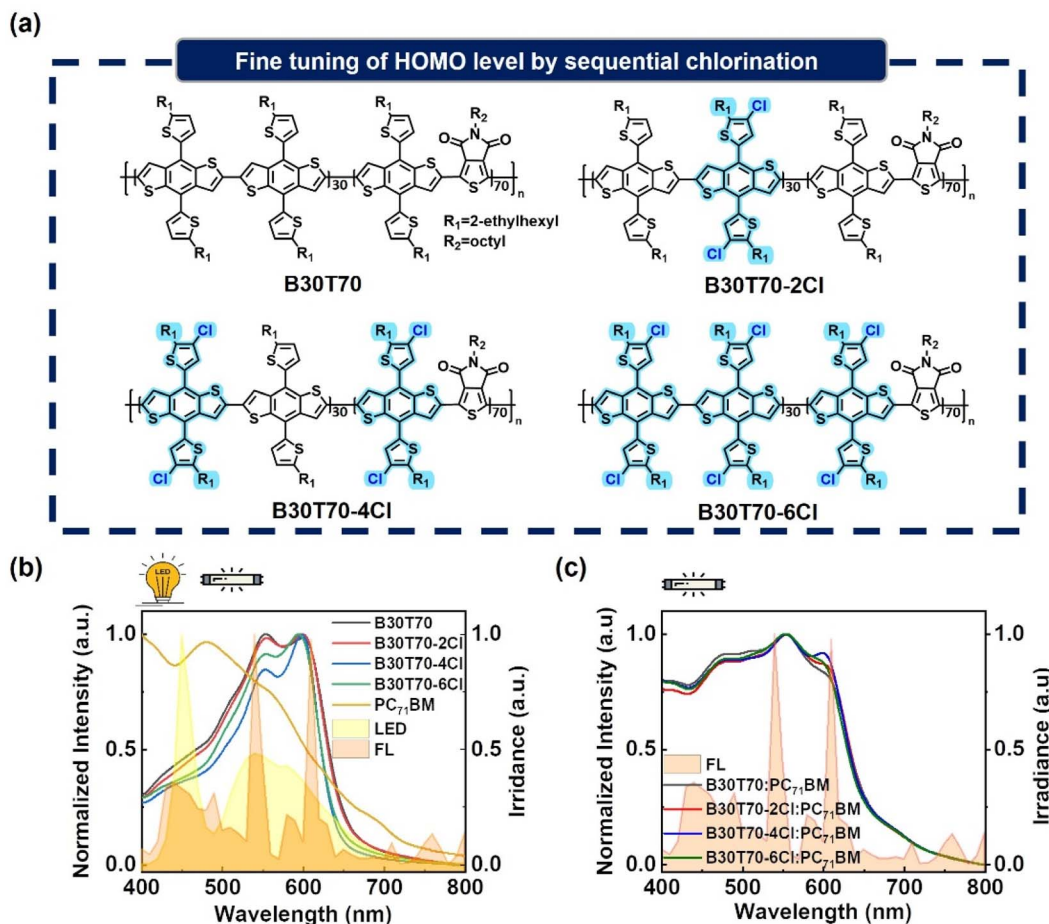 (a)
Fine tuning of HOMO level by sequential chlorination
R₁ R₁ R₁ R₂
S S S O N O
S S S S S S S
30 70 n
S S S
R₁ R₁ R₁
R₁=2-ethylhexyl
R₂=octyl
B30T70
R₁ R₁ Cl R₁ R₂
S S S O N O
S S S S S S S
30 70 n
S S S
R₁ Cl R₁ R₁
B30T70-2Cl
R₁ Cl R₁ R₁ Cl R₂
S S S O N O
S S S S S S S
30 70 n
S S S
Cl R₁ R₁ Cl R₁
B30T70-4Cl
R₁ Cl R₁ Cl R₁ Cl R₂
S S S O N O
S S S S S S S
30 70 n
S S S
Cl R₁ Cl R₁ Cl R₁
B30T70-6Cl
(b)
LED
Normalized Intensity (a.u.)
1.0
0.5
0.0
B30T70
B30T70-2Cl
B30T70-4Cl
B30T70-6Cl
PC₇₁BM
LED
FL
1.0
0.5
0.0
Irridance (a.u.)
400 500 600 700 800
Wavelength (nm)
(c)
Normalized Intensity (a.u)
1.0
0.5
0.0
FL
B30T70:PC₇₁BM
B30T70-2Cl:PC₇₁BM
B30T70-4Cl:PC₇₁BM
B30T70-6Cl:PC₇₁BM
1.0
0.5
0.0
Irradiance (a.u.)
400 500 600 700 800
Wavelength (nm)